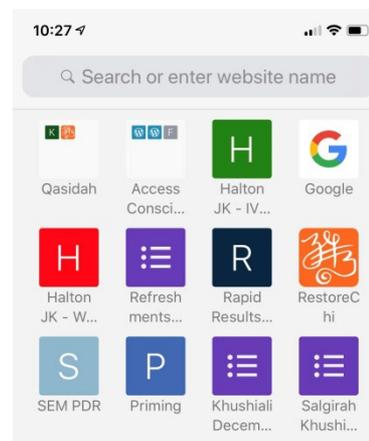 10:27
Search or enter website name
K
F
H
G
Qasidah
Access
Consci...
Halton
JK - IV...
Google
H
R
Halton
JK - W...
Refresh
ments...
Rapid
Results...
RestoreC
hi
S
P
SEM PDR
Priming
Khushiali
Decem...
Salgirah
Khushi...